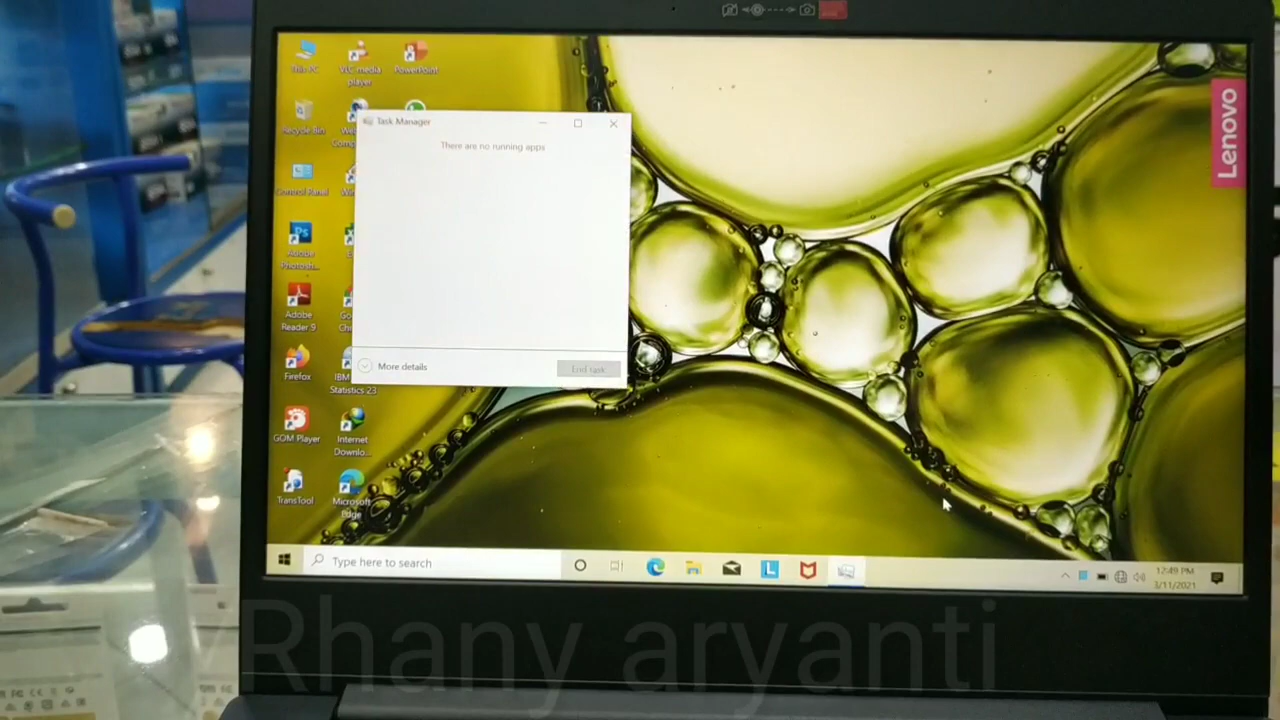 This PC
VLC media
player
PowerPoint
Recycle Bin
Control Panel
Adobe
Photosh...
Adobe
Reader 9
Firefox
IBM
Statistics 23
GOM Player
Internet
Downlo...
TransTool
Microsoft
Edge
Task Manager
There are no running apps
More details
End task
Lenovo
Type here to search
12:49 PM
3/11/2021
Rhany aryanti